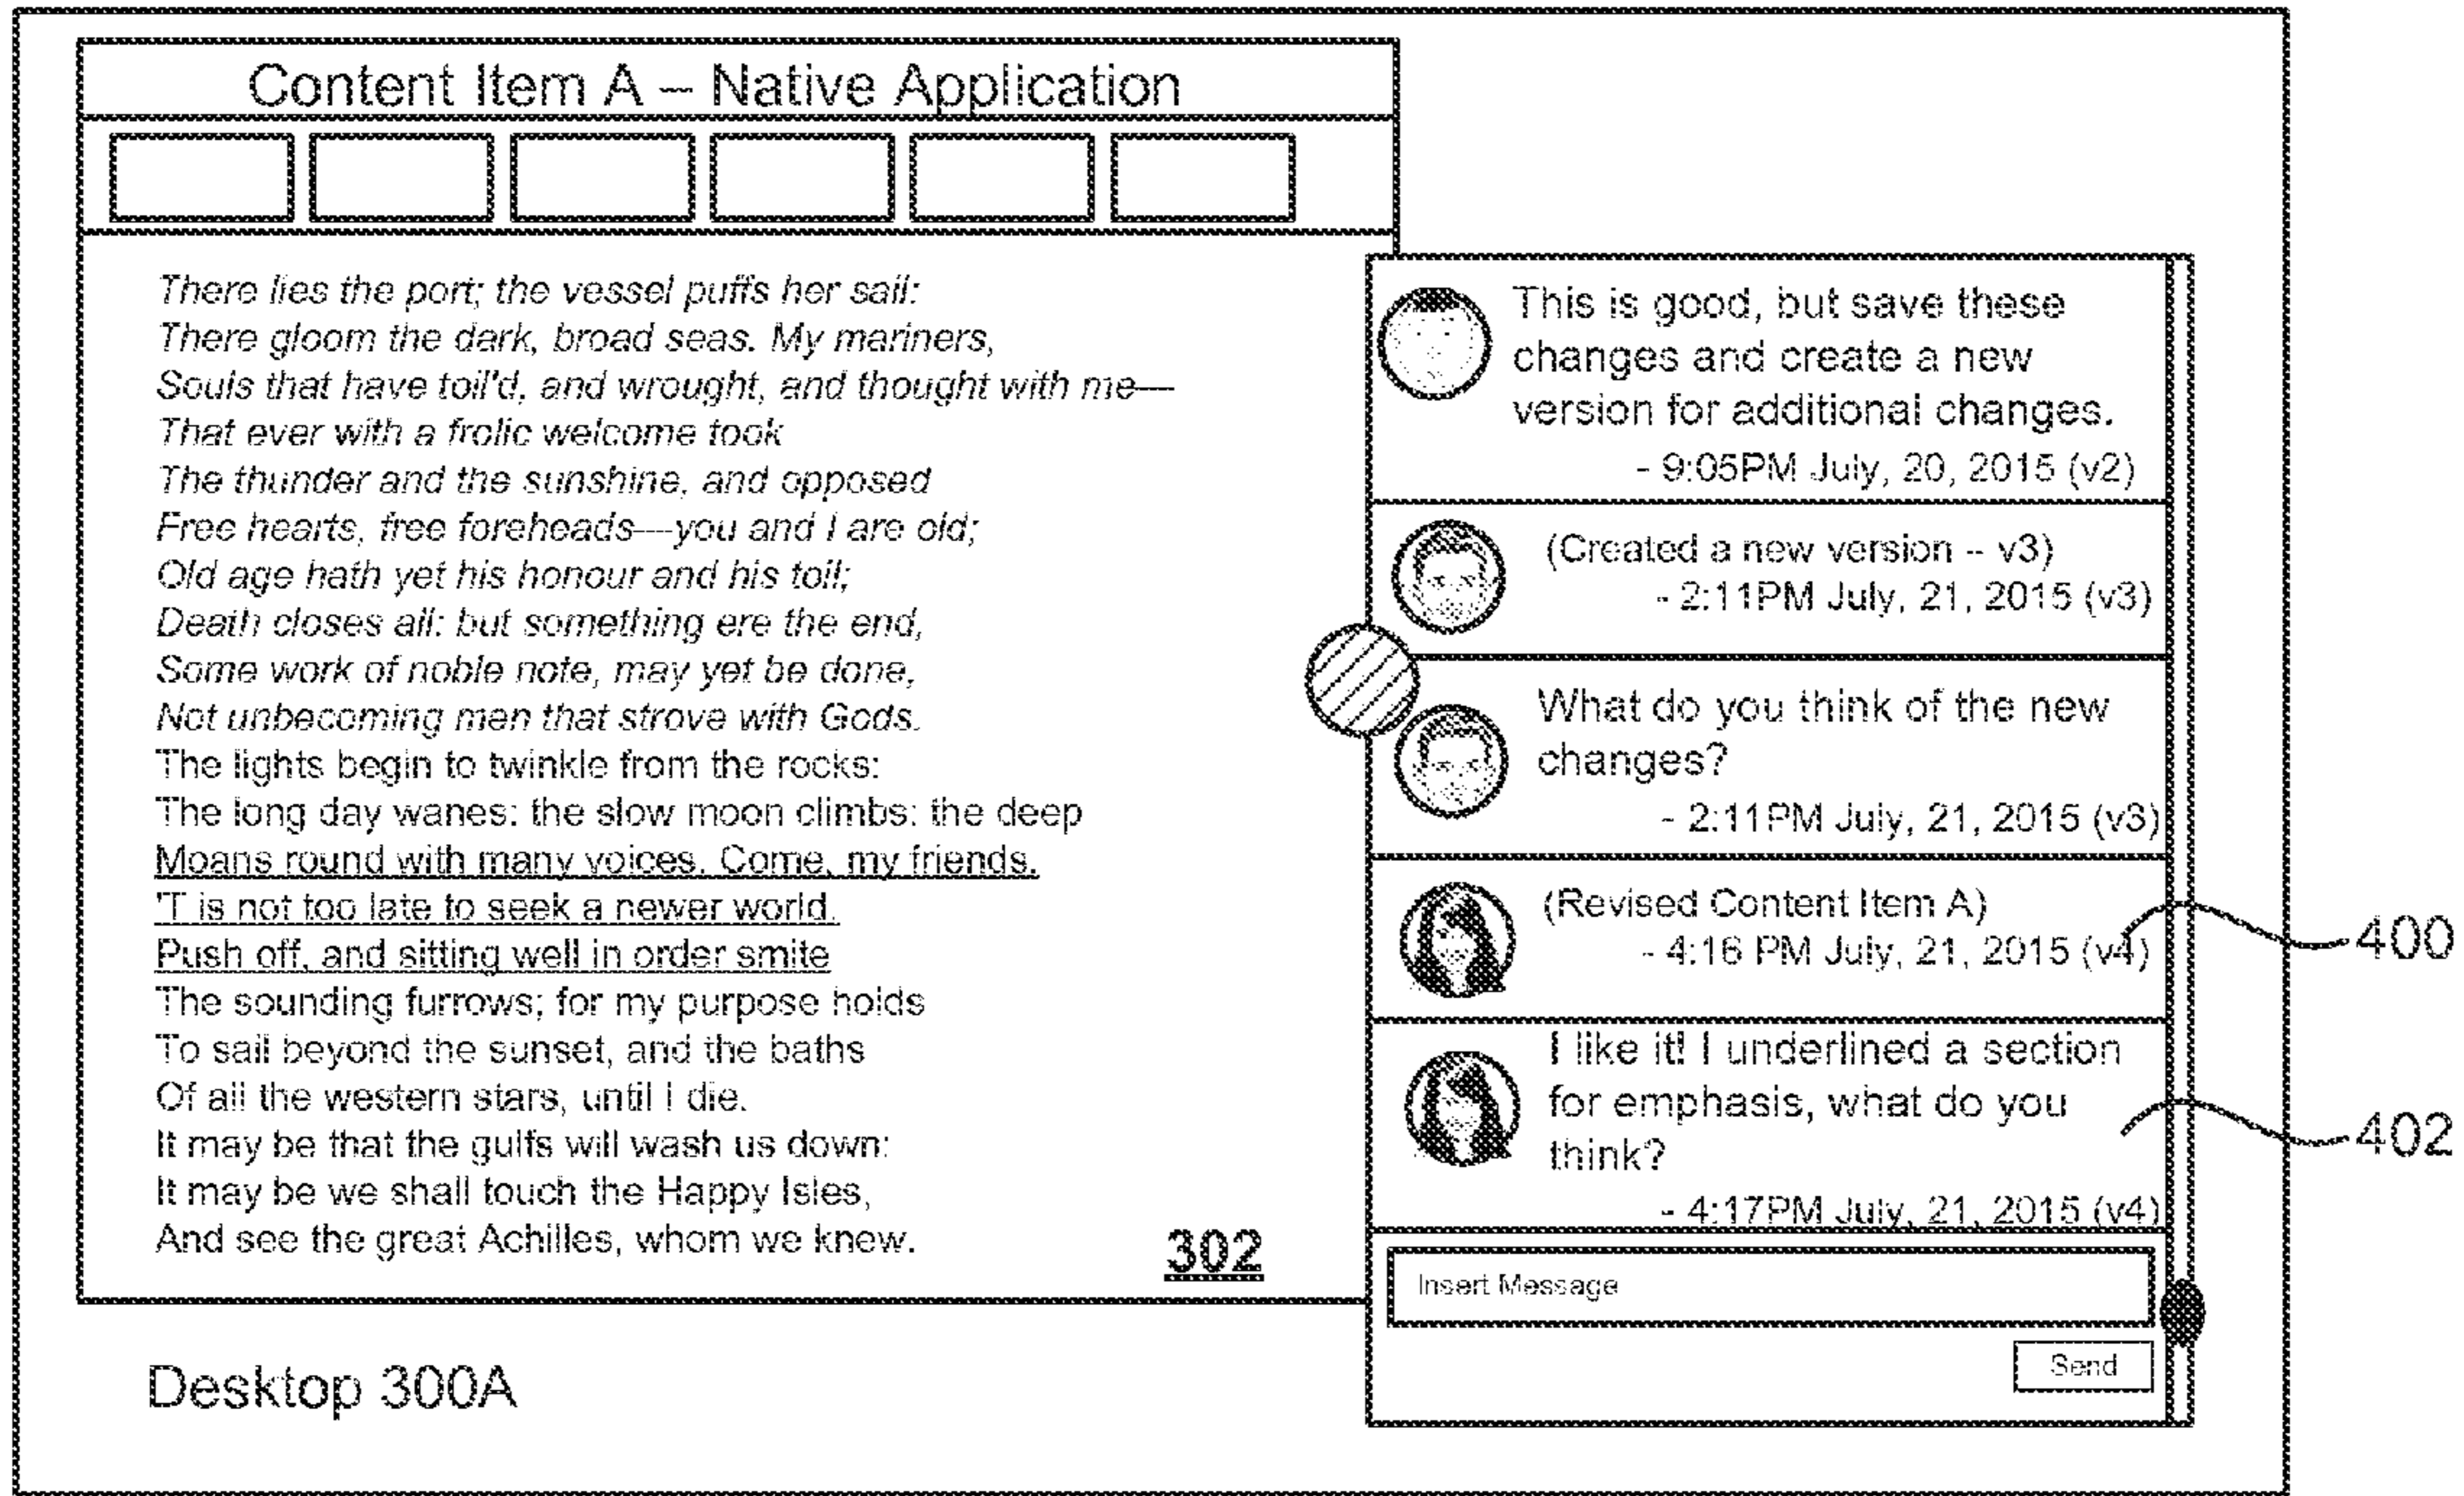 Content Item A – Native Application
There lies the port; the vessel puffs her sail:
There gloom the dark, broad seas. My mariners,
Souls that have toil'd, and wrought, and thought with me—
That ever with a frolic welcome took
The thunder and the sunshine, and opposed
Free hearts, free foreheads—you and I are old;
Old age hath yet his honour and his toil;
Death closes all: but something ere the end,
Some work of noble note, may yet be done,
Not unbecoming men that strove with Gods.
The lights begin to twinkle from the rocks:
The long day wanes: the slow moon climbs: the deep
Moans round with many voices. Come, my friends.
'T is not too late to seek a newer world.
Push off, and sitting well in order smite
The sounding furrows; for my purpose holds
To sail beyond the sunset, and the baths
Of all the western stars, until I die.
It may be that the gulfs will wash us down:
It may be we shall touch the Happy Isles,
And see the great Achilles, whom we knew.
302
This is good, but save these
changes and create a new
version for additional changes.
- 9:05PM July, 20, 2015 (v2)
(Created a new version – v3)
- 2:11PM July, 21, 2015 (v3)
What do you think of the new
changes?
- 2:11PM July, 21, 2015 (v3)
(Revised Content Item A)
- 4:16 PM July, 21, 2015 (v4)
400
I like it! I underlined a section
for emphasis, what do you
think?
402
- 4:17PM July, 21, 2015 (v4)
Insert Message
Send
Desktop 300A